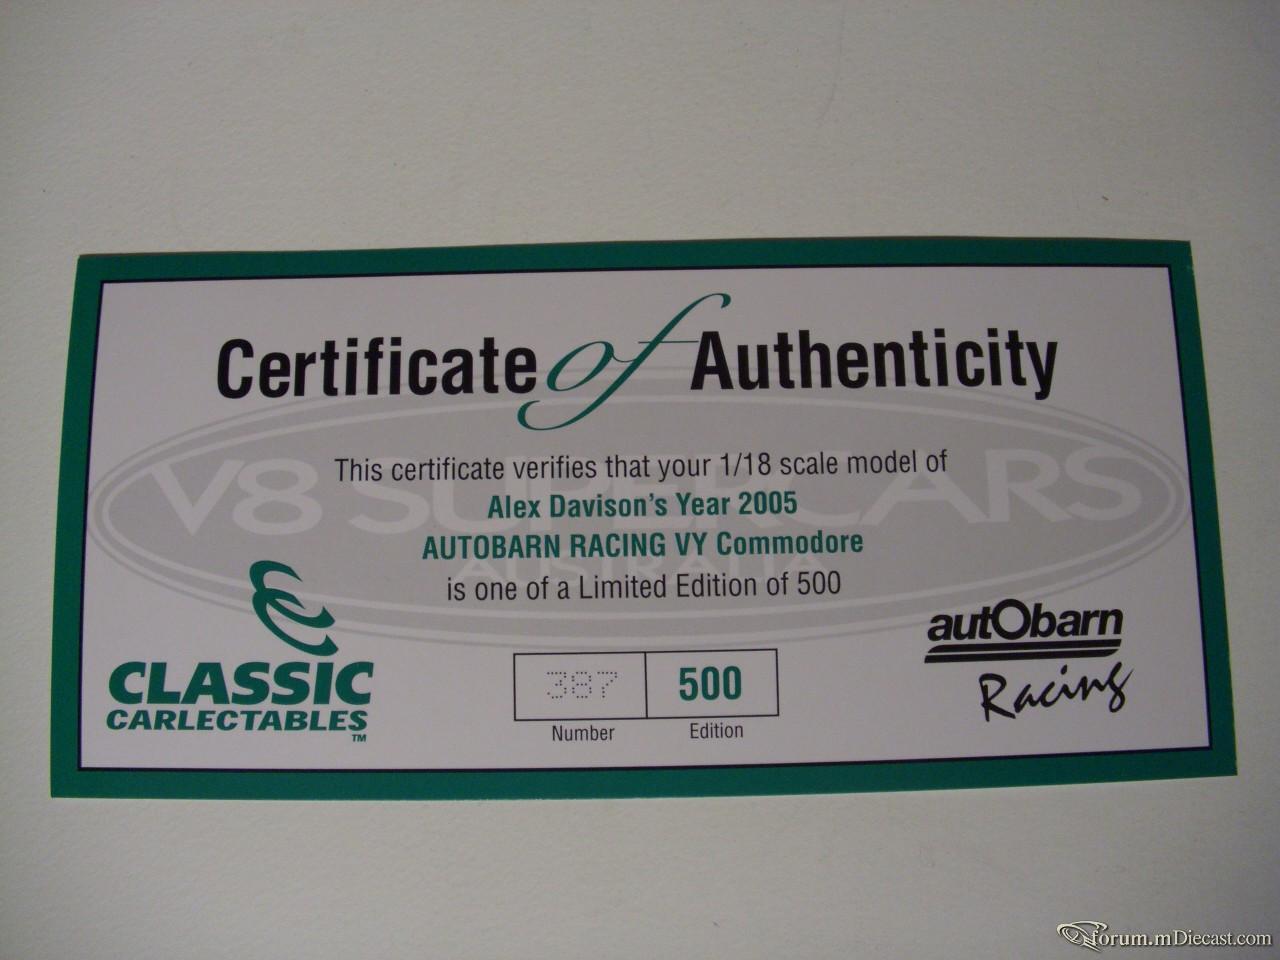 Certificate of Authenticity
V8 SUPERCARS
AUSTRALIA
This certificate verifies that your 1/18 scale model of
Alex Davison's Year 2005
AUTOBARN RACING VY Commodore
is one of a Limited Edition of 500
CLASSIC
CARLECTABLES
TM
387 500
Number Edition
autObarn
Racing
forum.mDiecast.com